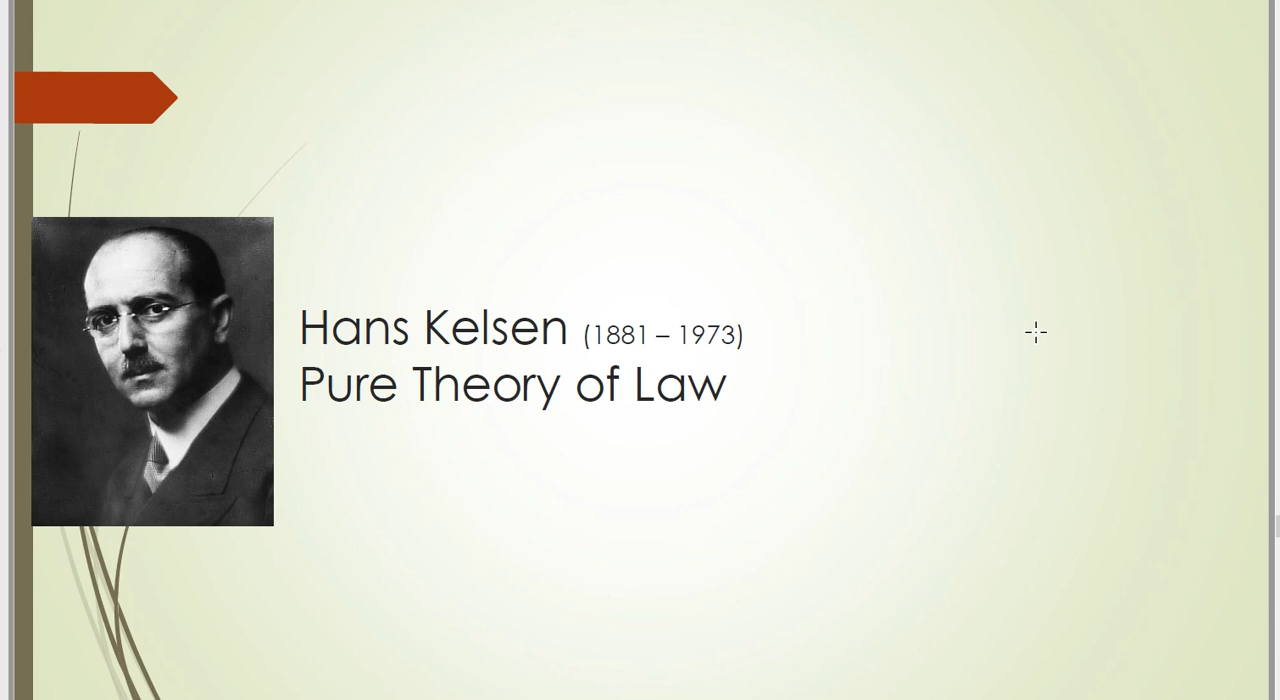 Hans Kelsen (1881 – 1973)
Pure Theory of Law